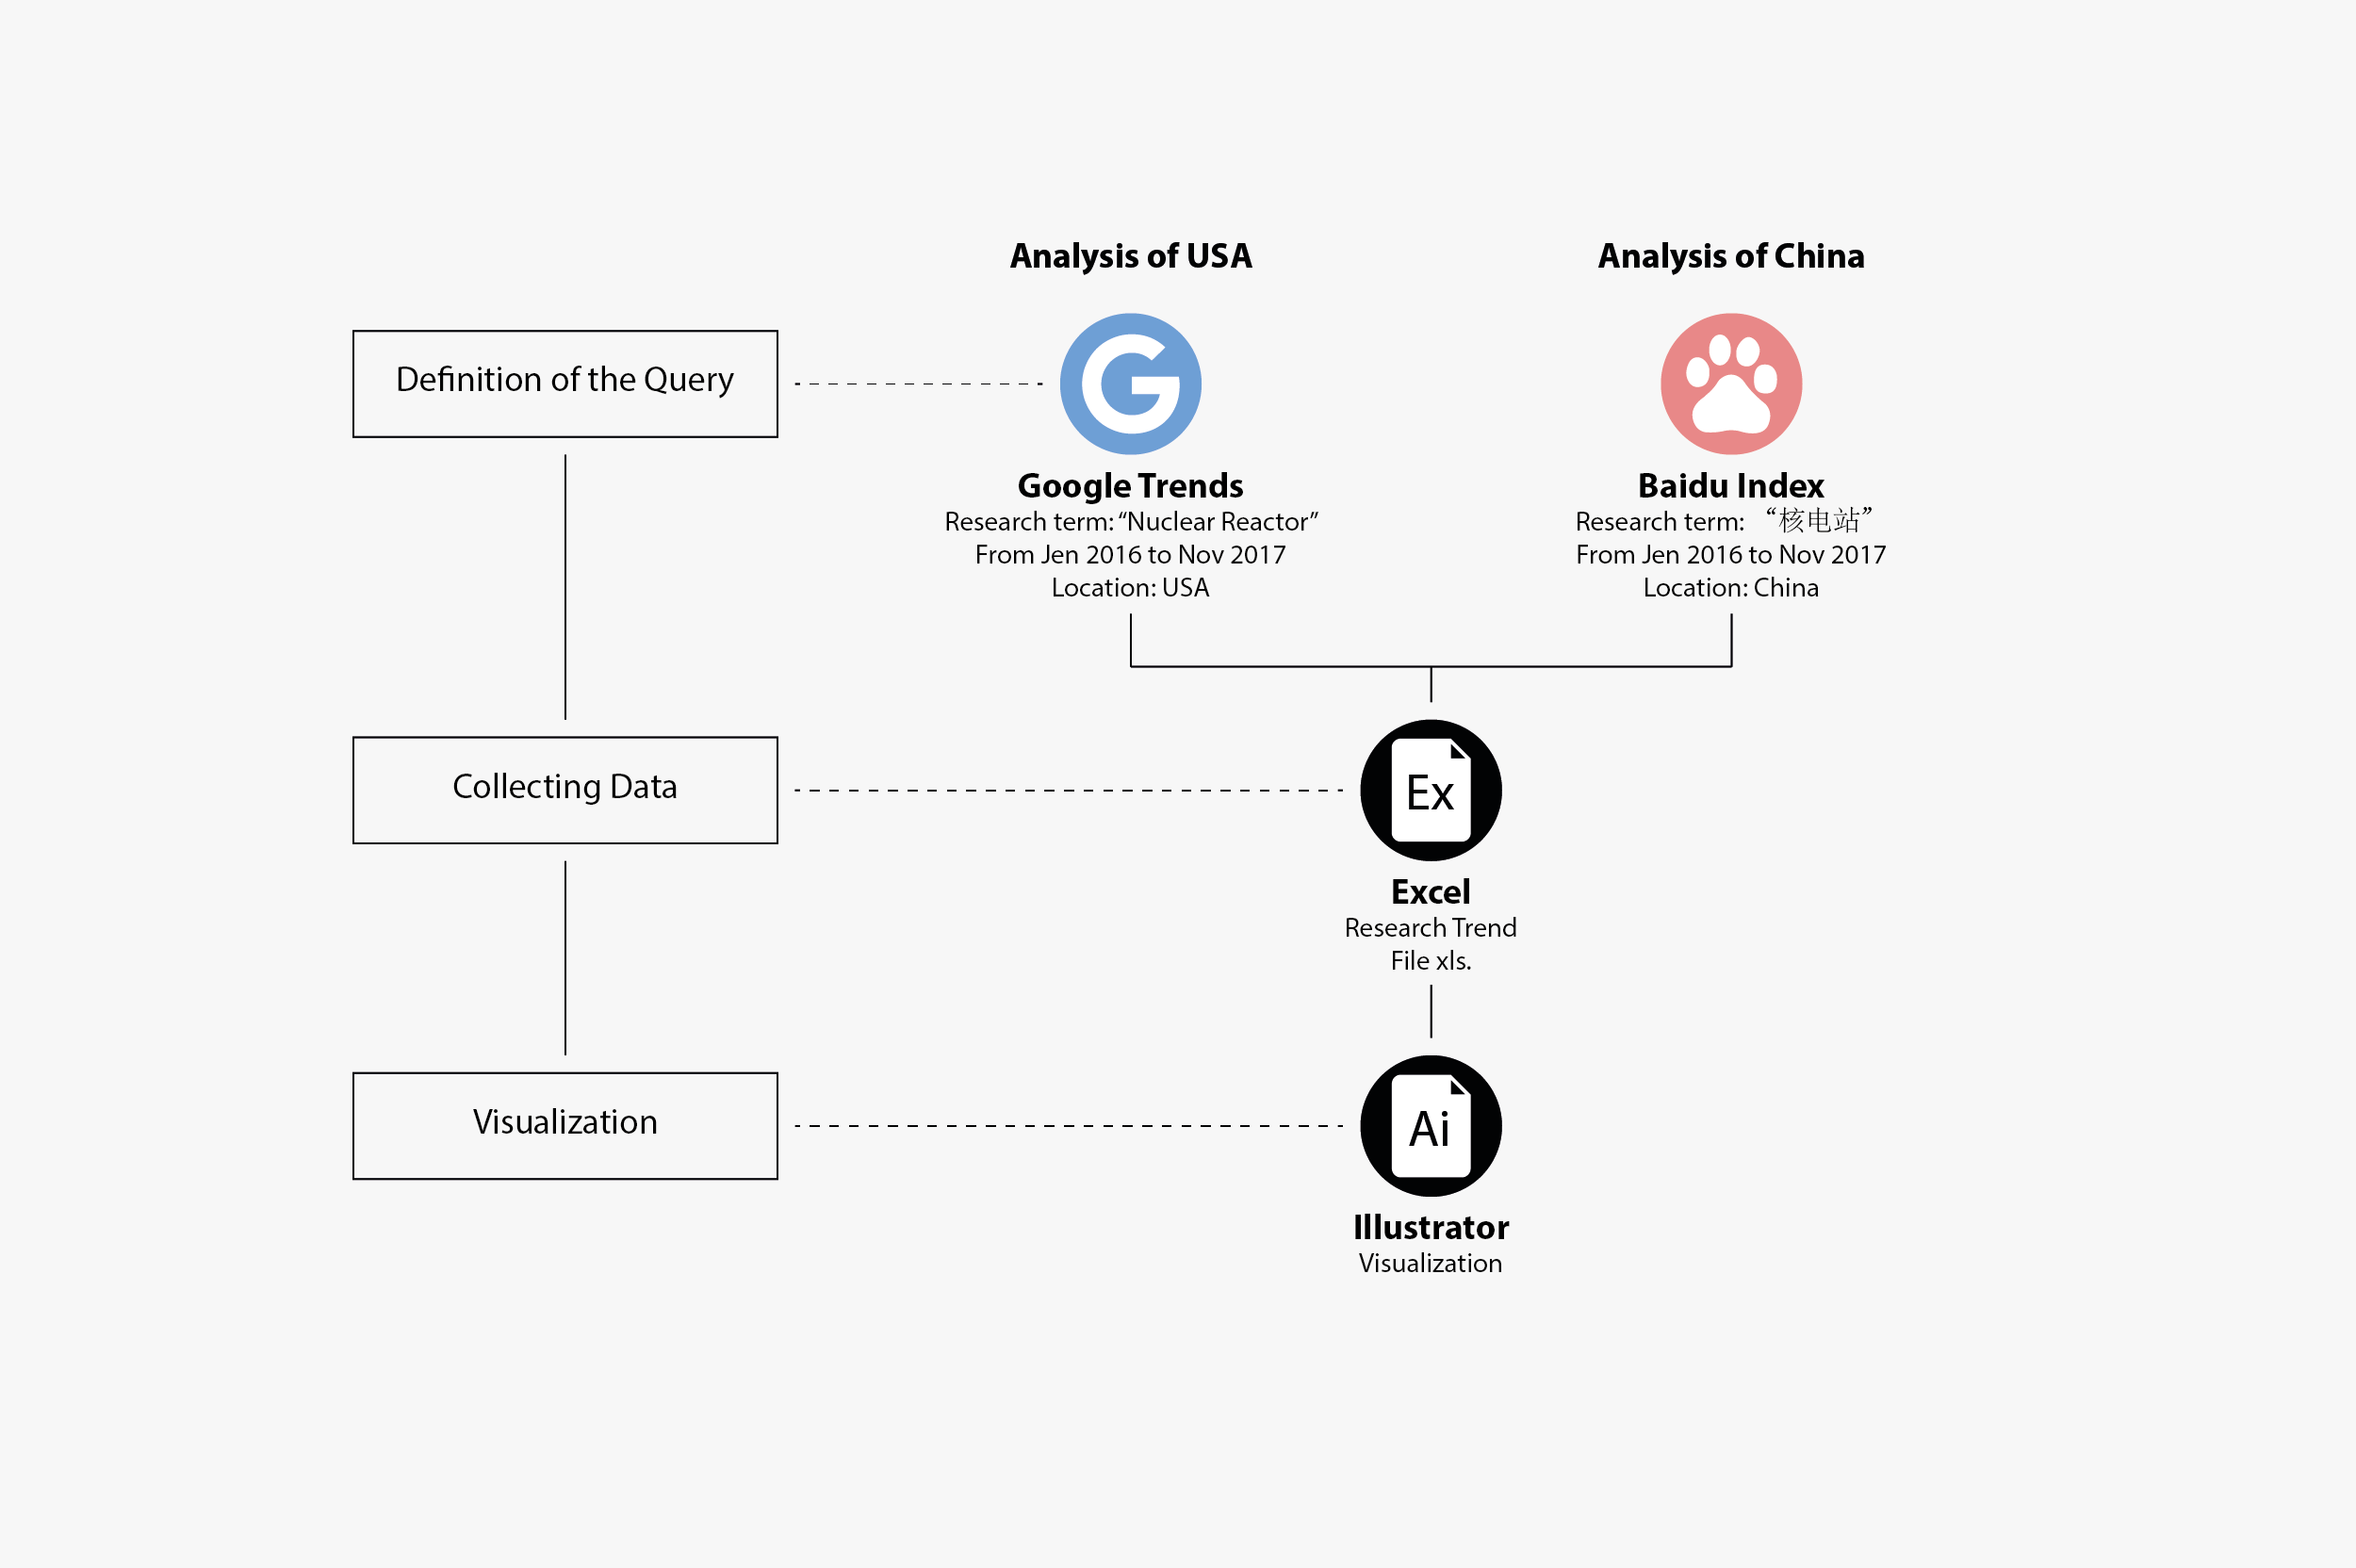 Analysis of USA
Analysis of China
Definition of the Query
Google Trends
Research term: “Nuclear Reactor”
From Jen 2016 to Nov 2017
Location: USA
Baidu Index
Research term: “核电站”
From Jen 2016 to Nov 2017
Location: China
Collecting Data
Ex
Excel
Research Trend
File xls.
Visualization
Ai
Illustrator
Visualization